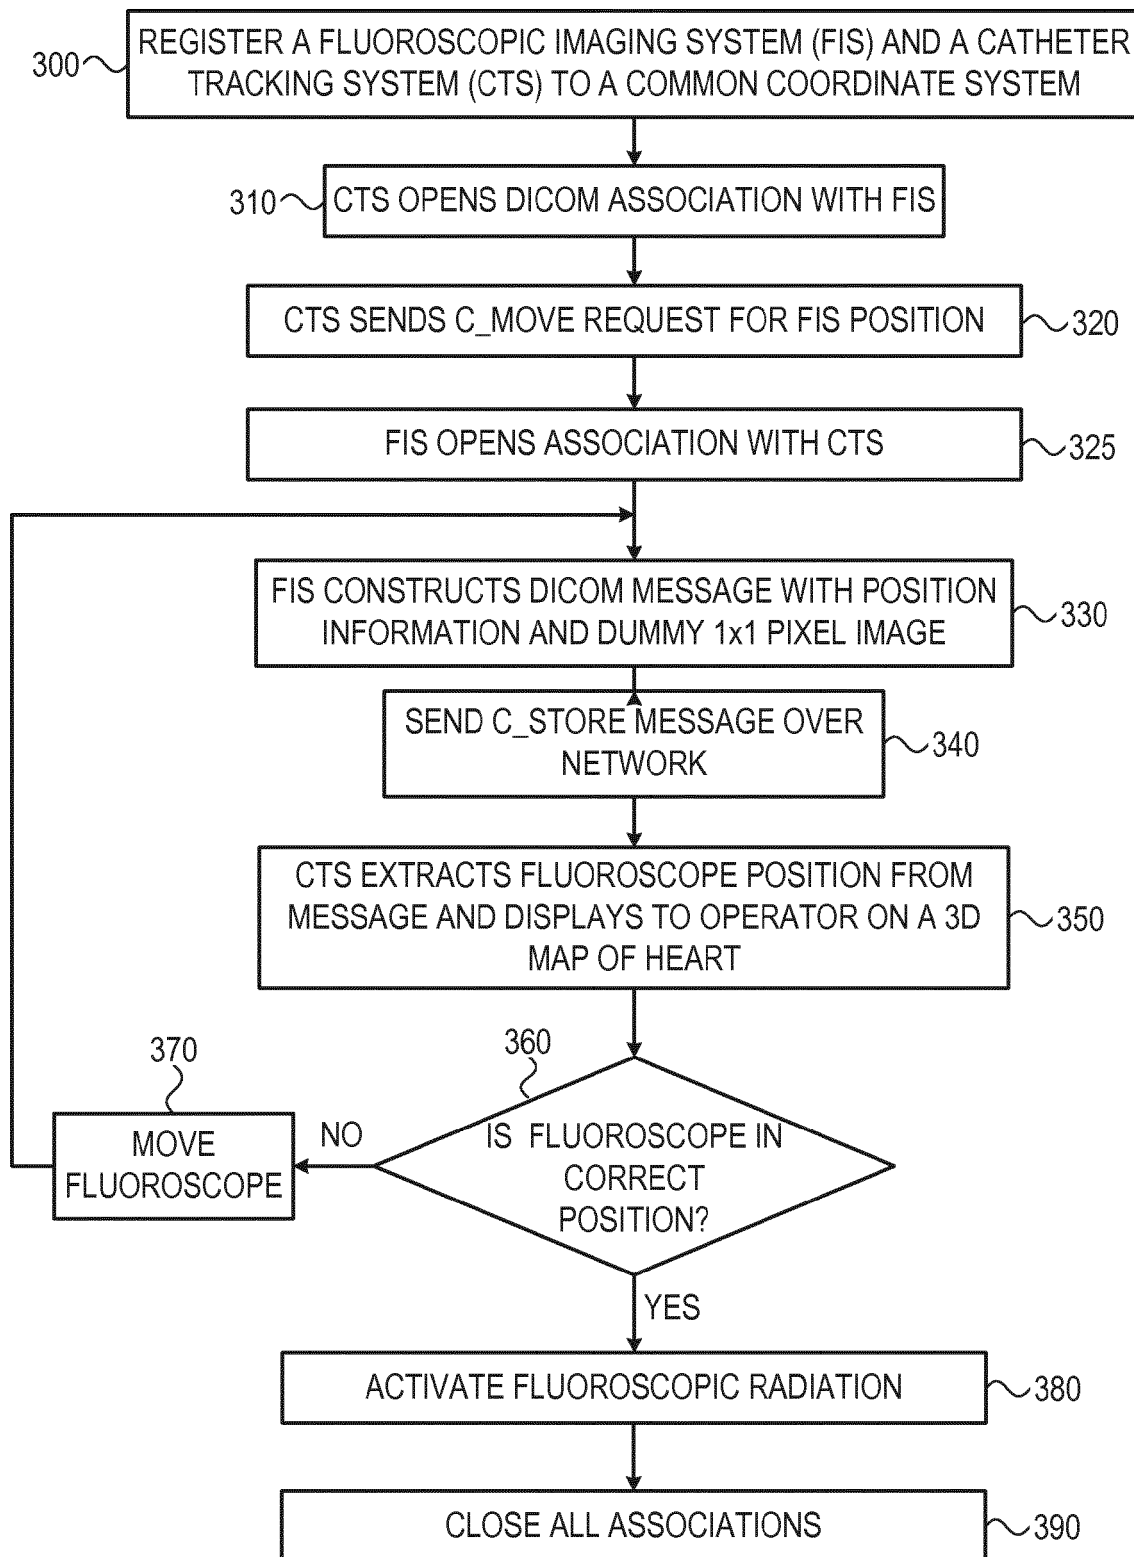 300
REGISTER A FLUOROSCOPIC IMAGING SYSTEM (FIS) AND A CATHETER
TRACKING SYSTEM (CTS) TO A COMMON COORDINATE SYSTEM
310
CTS OPENS DICOM ASSOCIATION WITH FIS
CTS SENDS C_MOVE REQUEST FOR FIS POSITION
320
FIS OPENS ASSOCIATION WITH CTS
325
FIS CONSTRUCTS DICOM MESSAGE WITH POSITION
INFORMATION AND DUMMY 1x1 PIXEL IMAGE
330
SEND C_STORE MESSAGE OVER
NETWORK
340
CTS EXTRACTS FLUOROSCOPE POSITION FROM
MESSAGE AND DISPLAYS TO OPERATOR ON A 3D
MAP OF HEART
350
360
IS FLUOROSCOPE IN
CORRECT
POSITION?
NO
370
MOVE
FLUOROSCOPE
YES
ACTIVATE FLUOROSCOPIC RADIATION
380
CLOSE ALL ASSOCIATIONS
390